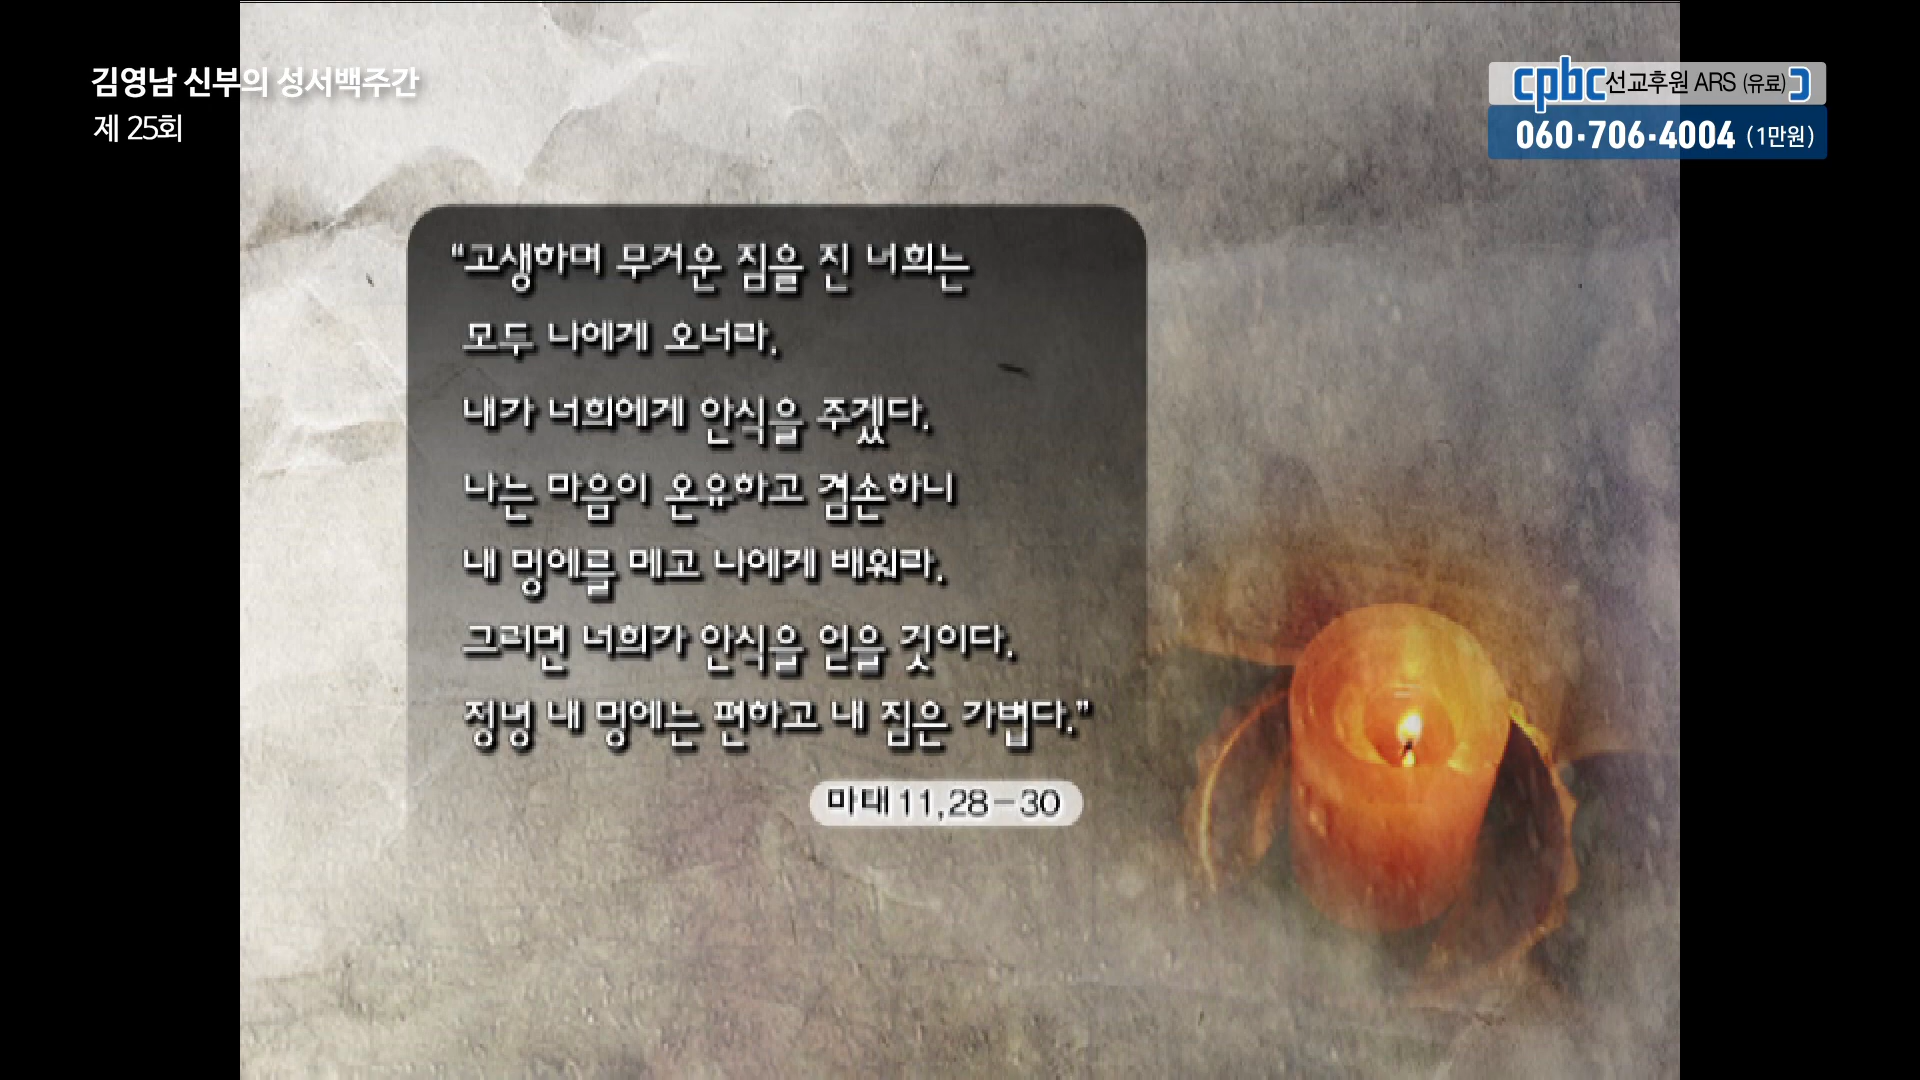 김영남 신부의 성서백주간
제 25회
cpbc 선교후원 ARS (유료)
060·706·4004 (1만원)
“고생하며 무거운 짐을 진 너희는
모두 나에게 오너라.
내가 너희에게 안식을 주겠다.
나는 마음이 온유하고 겸손하니
내 멍에를 메고 나에게 배워라.
그러면 너희가 안식을 얻을 것이다.
정녕 내 멍에는 편하고 내 짐은 가볍다.”
마태 11,28-30